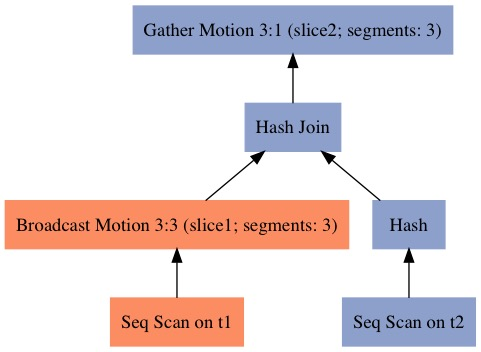 Gather Motion 3:1 (slice2; segments: 3)
Hash Join
Broadcast Motion 3:3 (slice1; segments: 3)
Hash
Seq Scan on t1
Seq Scan on t2